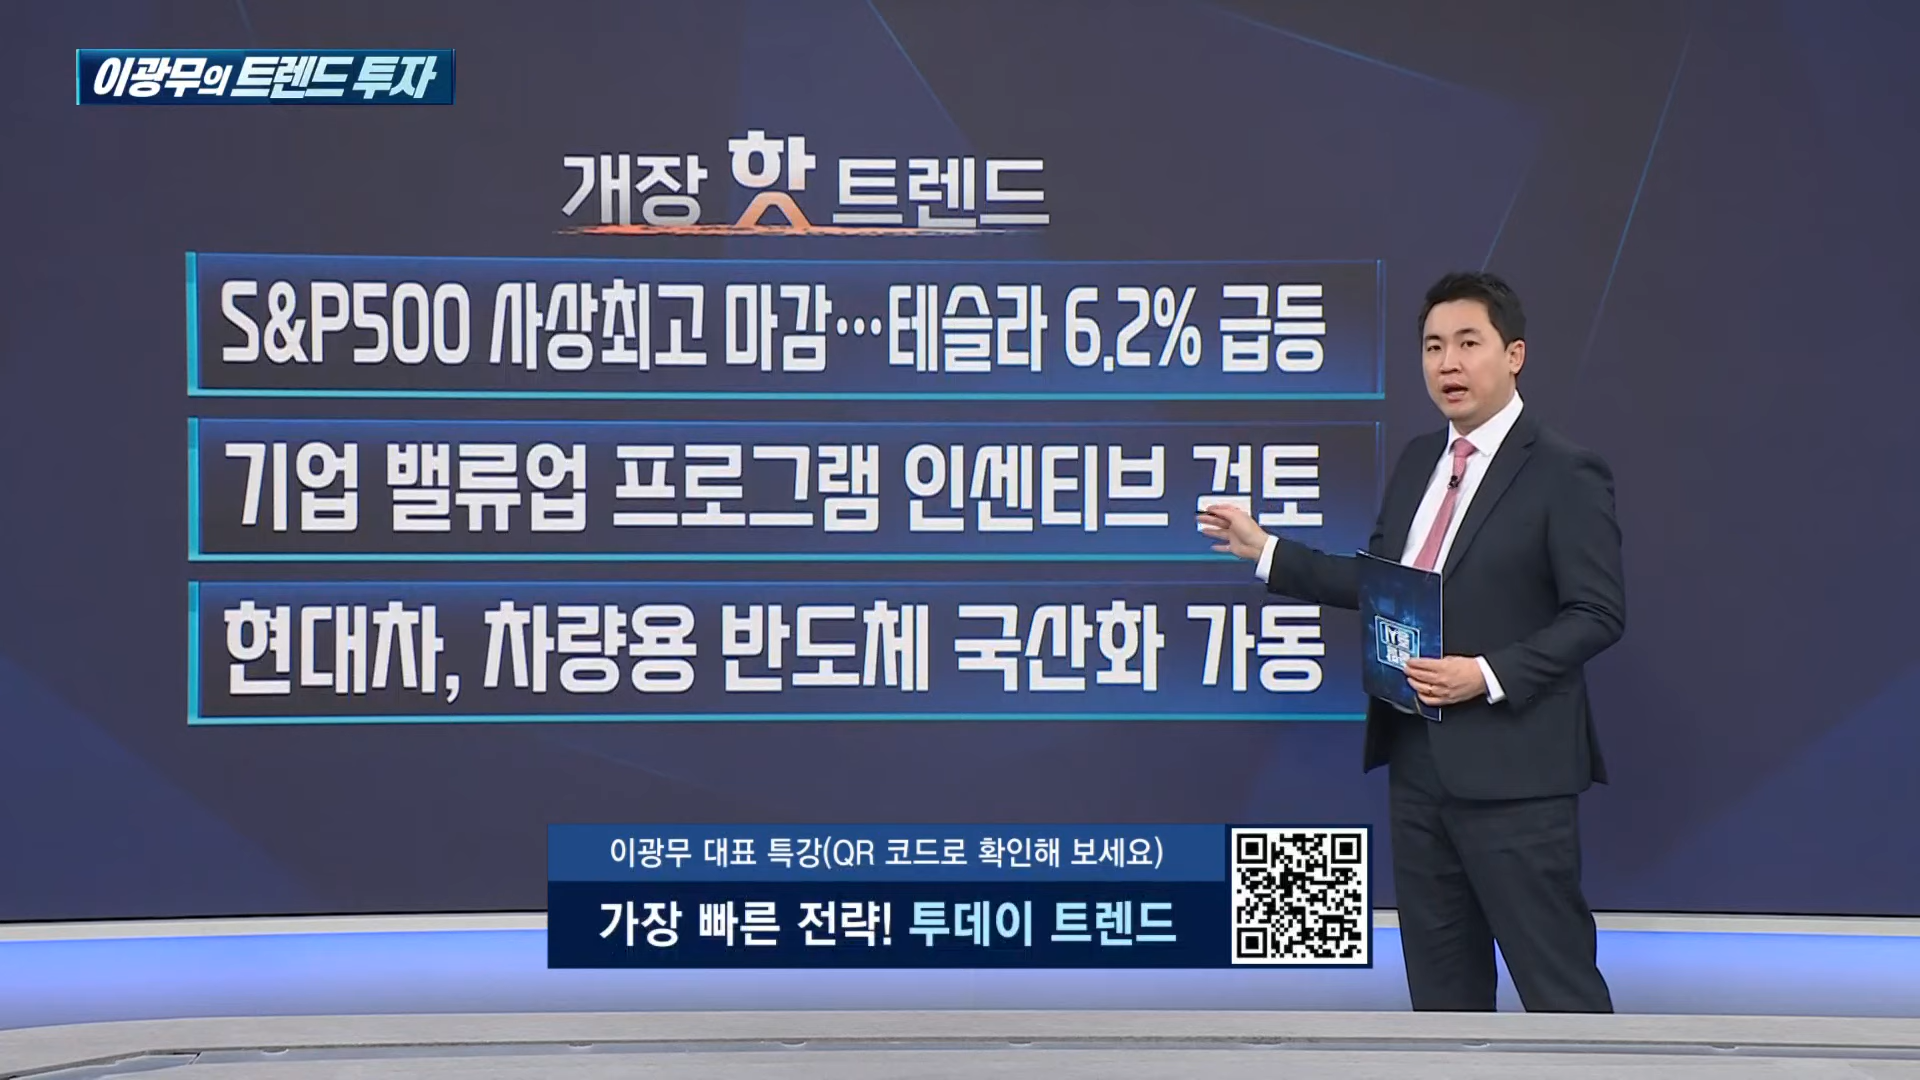 이광무의 트렌드 투자
개장 핫 트렌드
S&P500 사상최고 마감…테슬라 6.2% 급등
기업 밸류업 프로그램 인센티브 검토
현대차, 차량용 반도체 국산화 가동
이광무 대표 특강(QR 코드로 확인해 보세요)
가장 빠른 전략! 투데이 트렌드